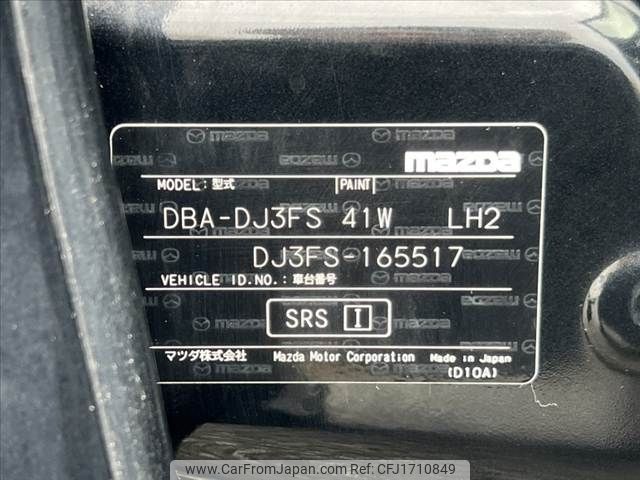 mazda
MODEL: 型式 PAINT
DBA-DJ3FS 41W LH2
DJ3FS-165517
VEHICLE ID.NO.: 車台番号
SRS I
マツダ株式会社 Mazda Motor Corporation Made in Japan
(D10A)
www.CarFromJapan.com REF: CFJ1710849